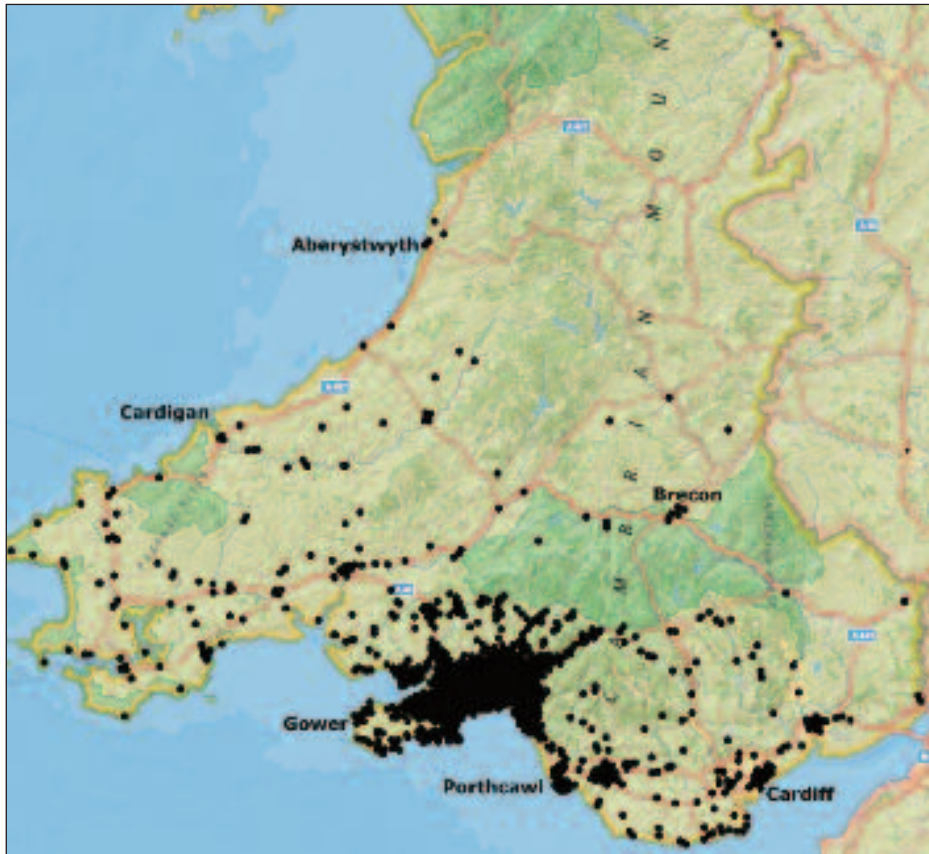 Aberystwyth
Cardigan
Brecon
Gower
Porthcawl
Cardiff
C A M B R I A N M O U N